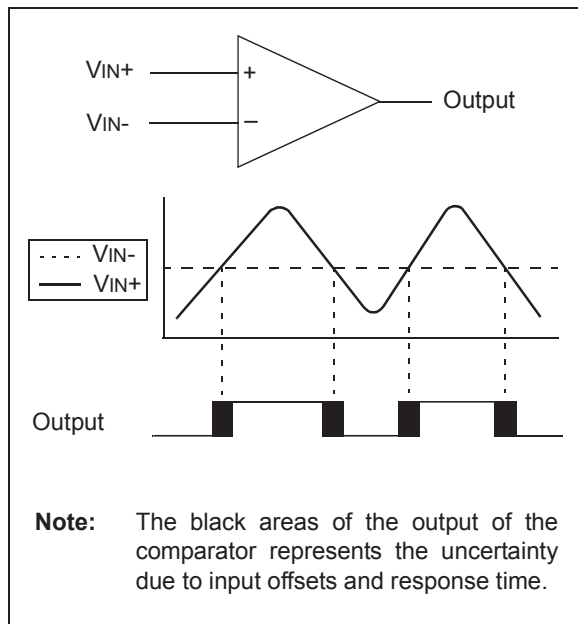 VIN+
+
Output
VIN-
−
VIN-
VIN+
Output
Note: The black areas of the output of the
comparator represents the uncertainty
due to input offsets and response time.